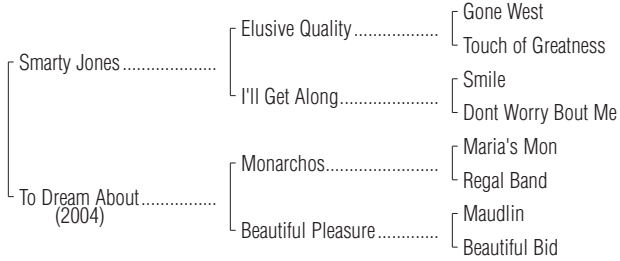 Gone West
Elusive Quality..................
Touch of Greatness
Smarty Jones....................
Smile
I'll Get Along.....................
Dont Worry Bout Me
Maria's Mon
Monarchos........................
Regal Band
To Dream About................
(2004)
Maudlin
Beautiful Pleasure.............
Beautiful Bid